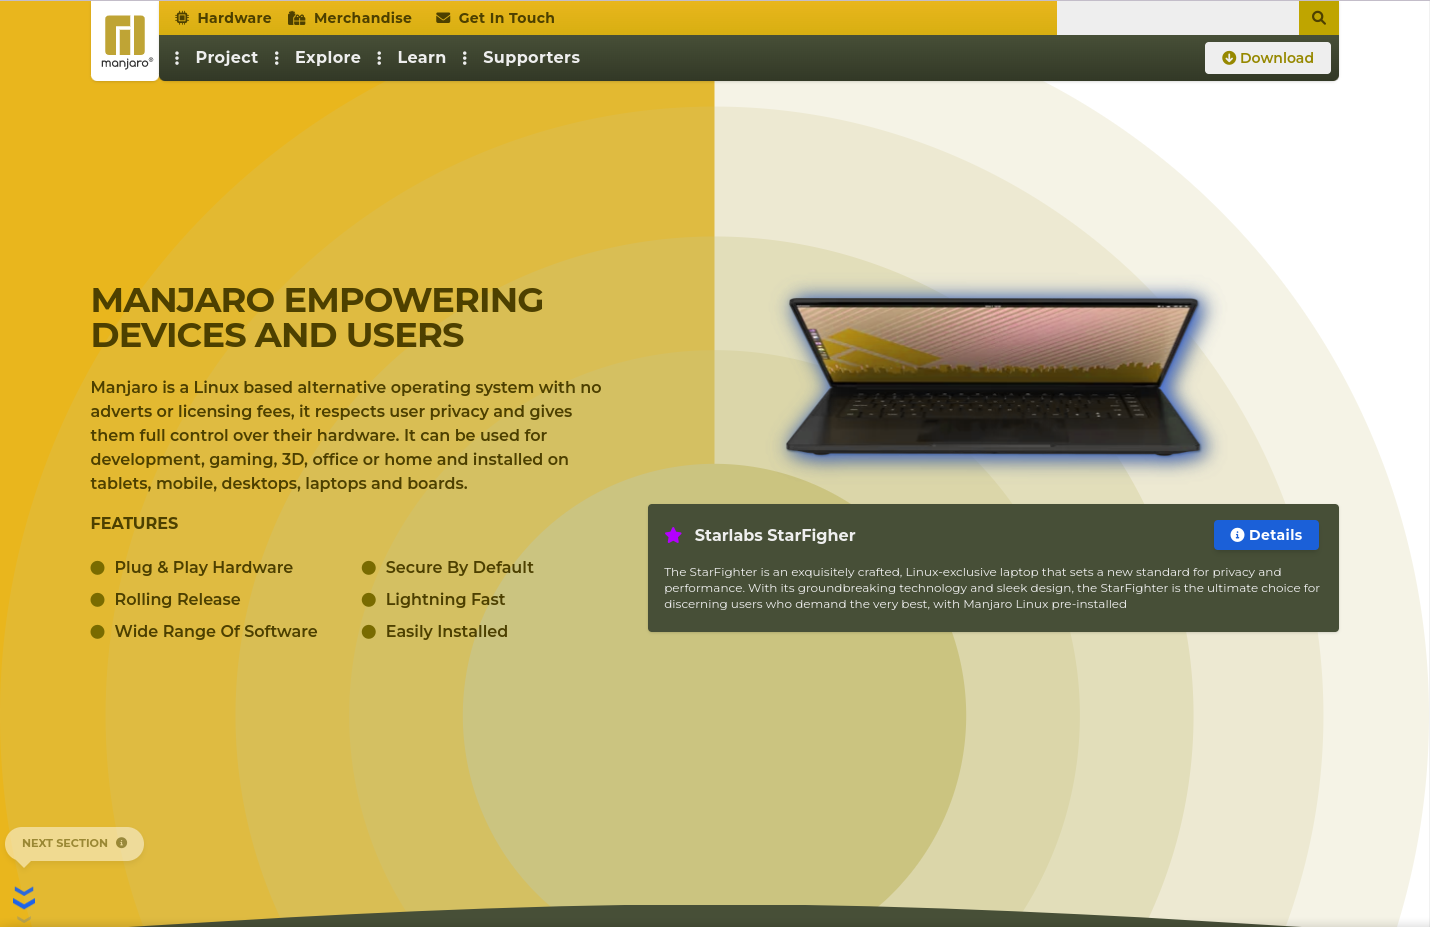 Hardware Merchandise Get In Touch
manjaro®
Project Explore Learn Supporters Download
MANJARO EMPOWERING
DEVICES AND USERS
Manjaro is a Linux based alternative operating system with no
adverts or licensing fees, it respects user privacy and gives
them full control over their hardware. It can be used for
development, gaming, 3D, office or home and installed on
tablets, mobile, desktops, laptops and boards.
FEATURES
Plug & Play Hardware
Secure By Default
Rolling Release
Lightning Fast
Wide Range Of Software
Easily Installed
Starlabs StarFigher
Details
The StarFighter is an exquisitely crafted, Linux-exclusive laptop that sets a new standard for privacy and
performance. With its groundbreaking technology and sleek design, the StarFighter is the ultimate choice for
discerning users who demand the very best, with Manjaro Linux pre-installed
NEXT SECTION